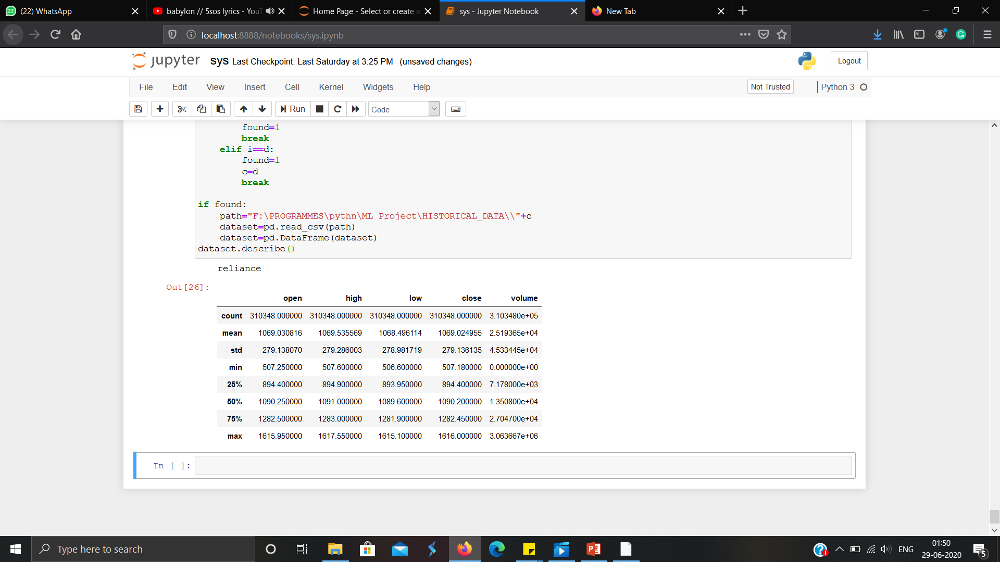 (22) WhatsApp
babylon // 5sos lyrics - You
Home Page - Select or create a
sys - Jupyter Notebook
New Tab
localhost:8888/notebooks/sys.ipynb
jupyter sys Last Checkpoint: Last Saturday at 3:25 PM (unsaved changes)
Logout
File Edit View Insert Cell Kernel Widgets Help
Not Trusted
Python 3
Run
Code
found=1
break
elif i==d:
found=1
c=d
break
if found:
path="F:\PROGRAMMES\pythn\ML Project\HISTORICAL_DATA\\"+c
dataset=pd.read_csv(path)
dataset=pd.DataFrame(dataset)
dataset.describe()
reliance
Out[26]:
open high low close volume
count 310348.000000 310348.000000 310348.000000 310348.000000 3.103480e+05
mean 1069.030816 1069.535569 1068.496114 1069.024955 2.519365e+04
std 279.138070 279.286003 278.981719 279.136135 4.533445e+04
min 507.250000 507.600000 506.600000 507.180000 0.000000e+00
25% 894.400000 894.900000 893.950000 894.400000 7.178000e+03
50% 1090.250000 1091.000000 1089.600000 1090.200000 1.350800e+04
75% 1282.500000 1283.000000 1281.900000 1282.450000 2.704700e+04
max 1615.950000 1617.550000 1615.100000 1616.000000 3.063667e+06
In [ ]:
Type here to search
ENG
01:50
29-06-2020
5